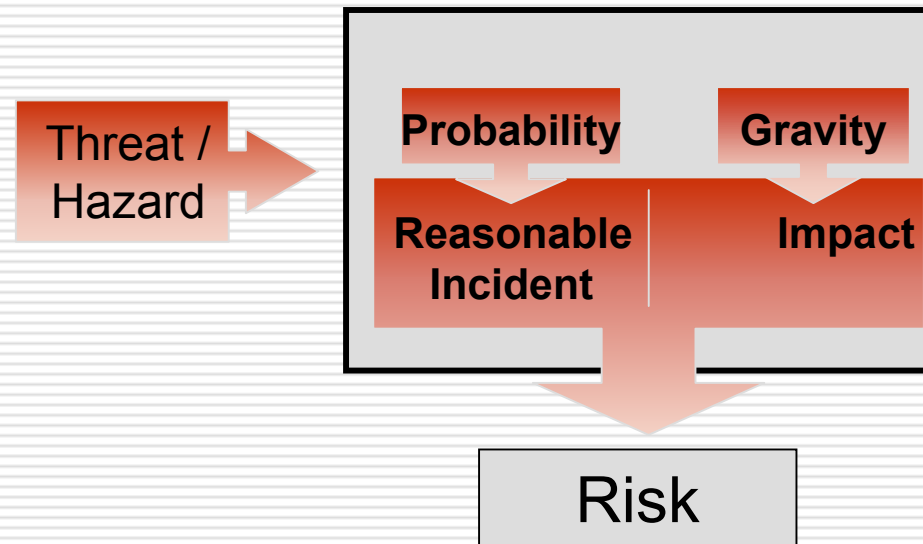 Threat /
Hazard
Probability
Gravity
Reasonable
Incident
Impact
Risk